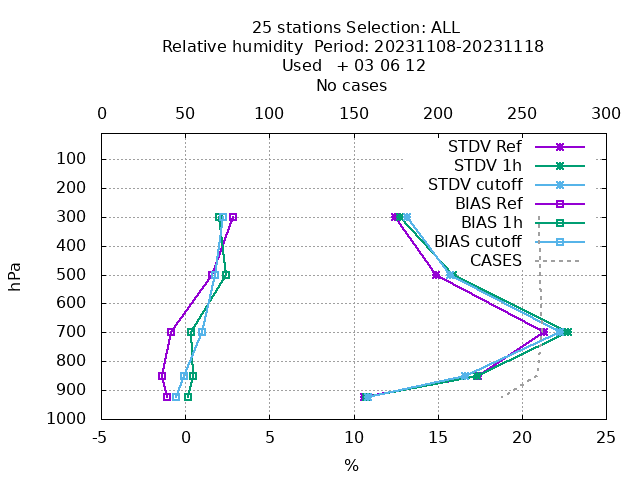 25 stations Selection: ALL
Relative humidity  Period: 20231108-20231118
Used   + 03 06 12
No cases
0 50 100 150 200 250 300
STDV Ref
STDV 1h
STDV cutoff
BIAS Ref
BIAS 1h
BIAS cutoff
CASES
100
200
300
400
500
600
700
800
900
1000
hPa
-5 0 5 10 15 20 25
%